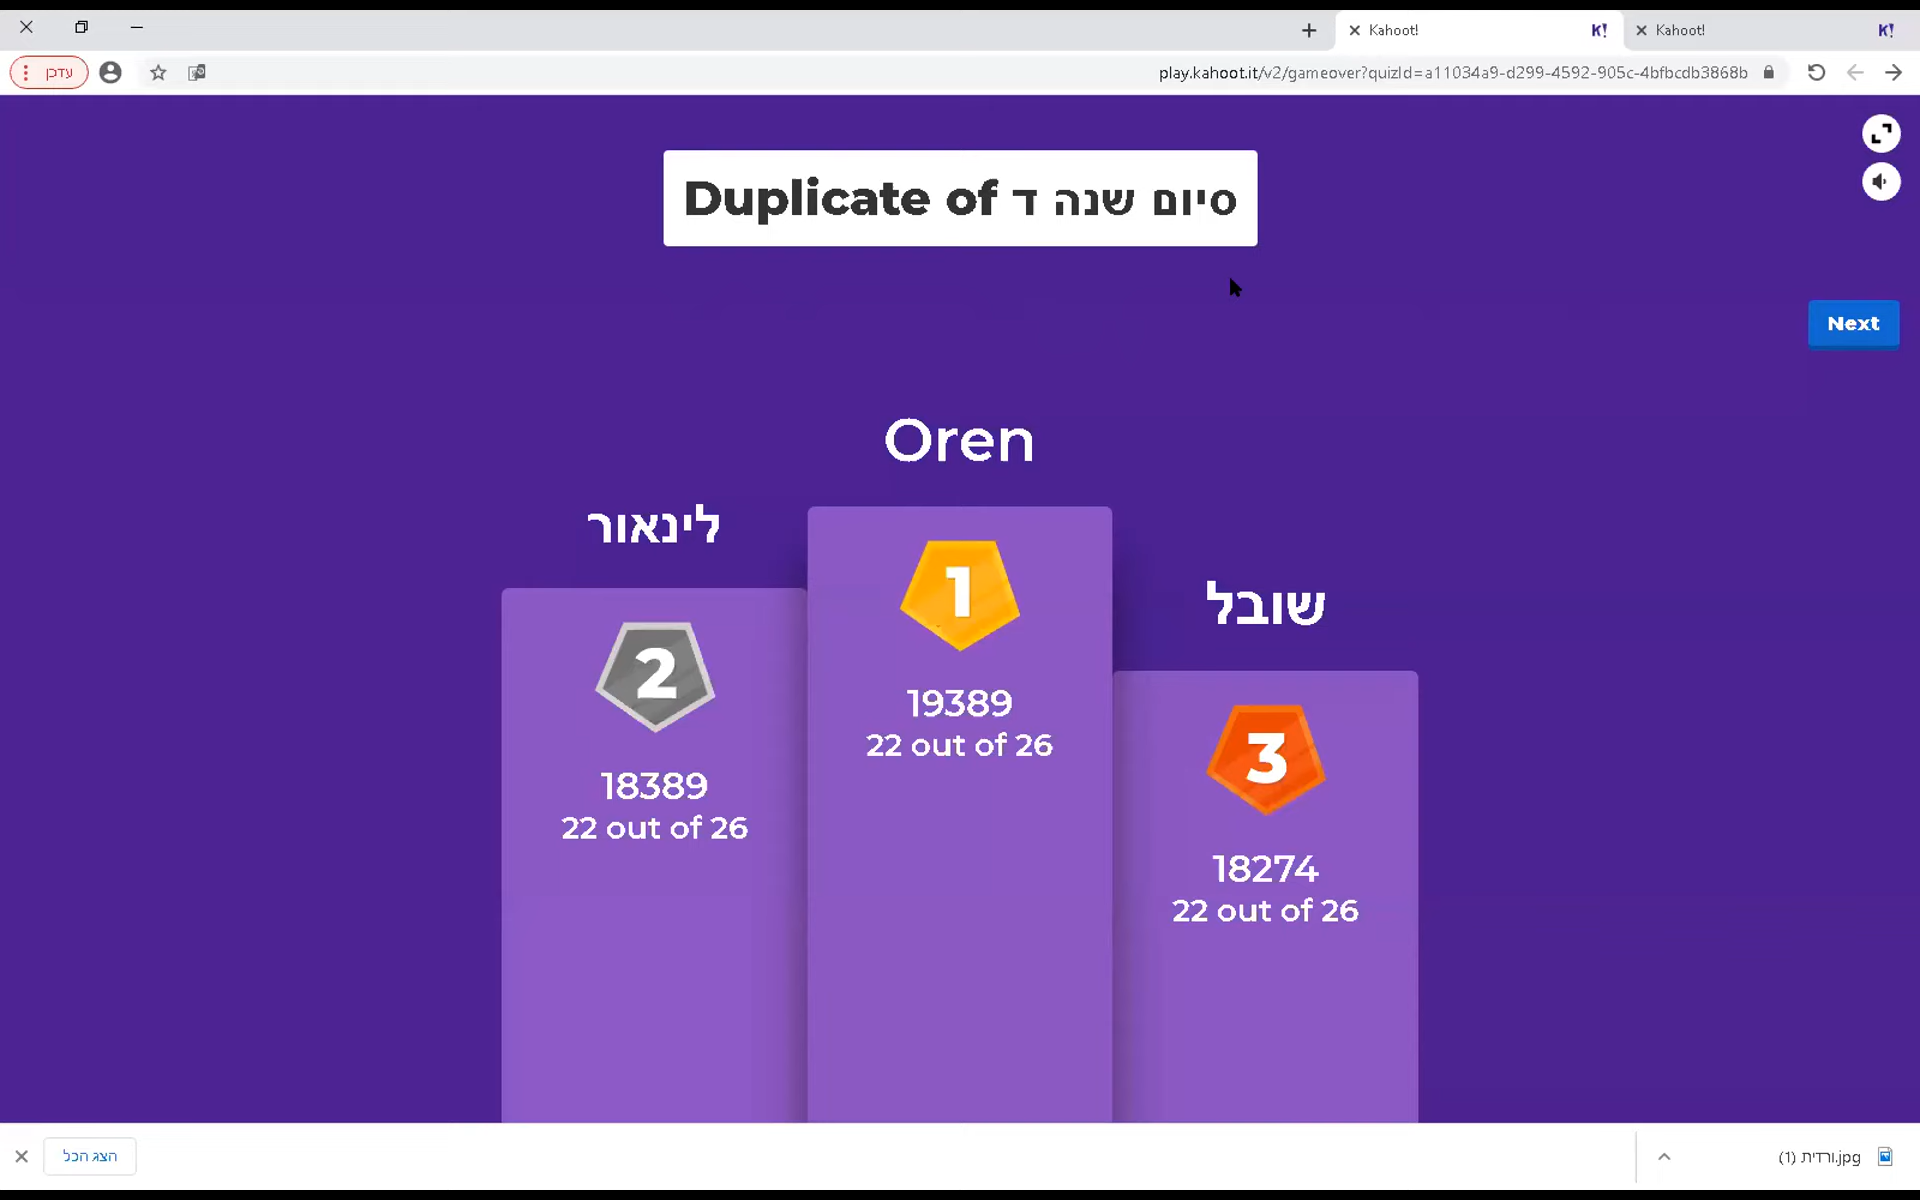 Kahoot!
K!
Kahoot!
K!
עדכן
play.kahoot.it/v2/gameover?quizId=a11034a9-d299-4592-905c-4bfbcdb3868b
Duplicate of סיום שנה ד
Next
Oren
לינאור
שובל
1
19389
22 out of 26
2
18389
22 out of 26
3
18274
22 out of 26
הצג הכל
ורדית (1).jpg